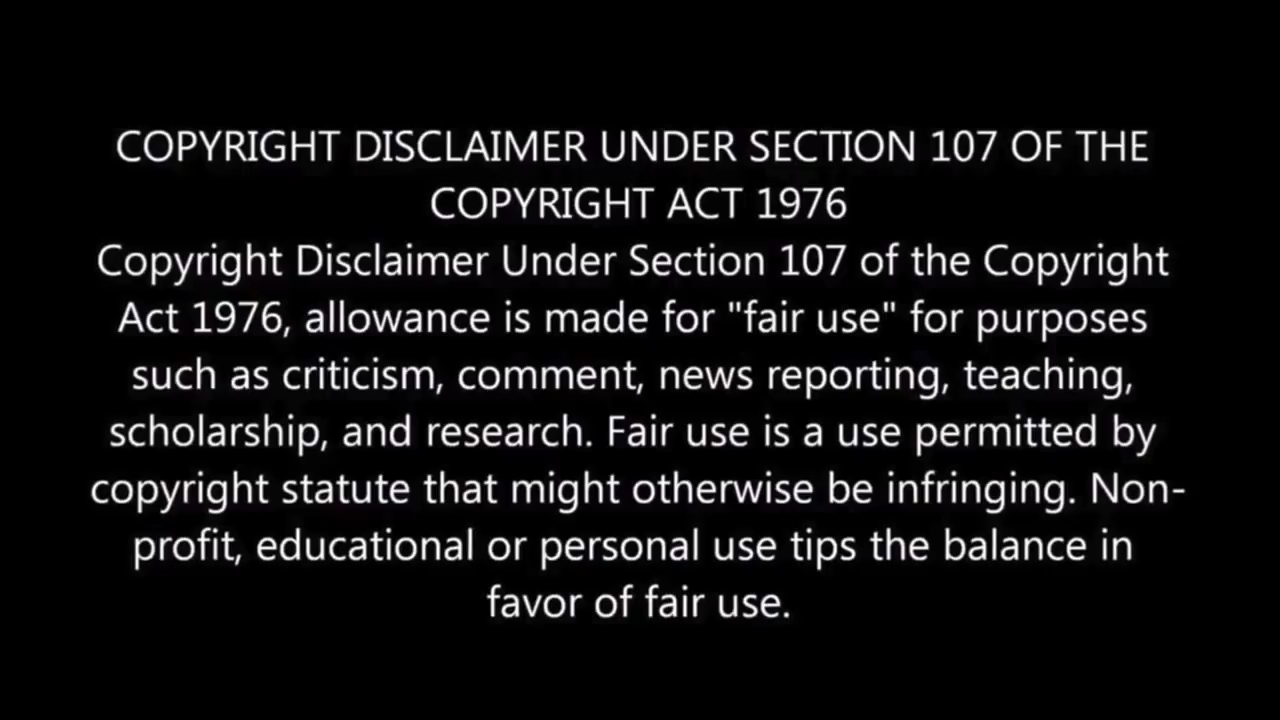 COPYRIGHT DISCLAIMER UNDER SECTION 107 OF THE
COPYRIGHT ACT 1976
Copyright Disclaimer Under Section 107 of the Copyright
Act 1976, allowance is made for "fair use" for purposes
such as criticism, comment, news reporting, teaching,
scholarship, and research. Fair use is a use permitted by
copyright statute that might otherwise be infringing. Non-
profit, educational or personal use tips the balance in
favor of fair use.